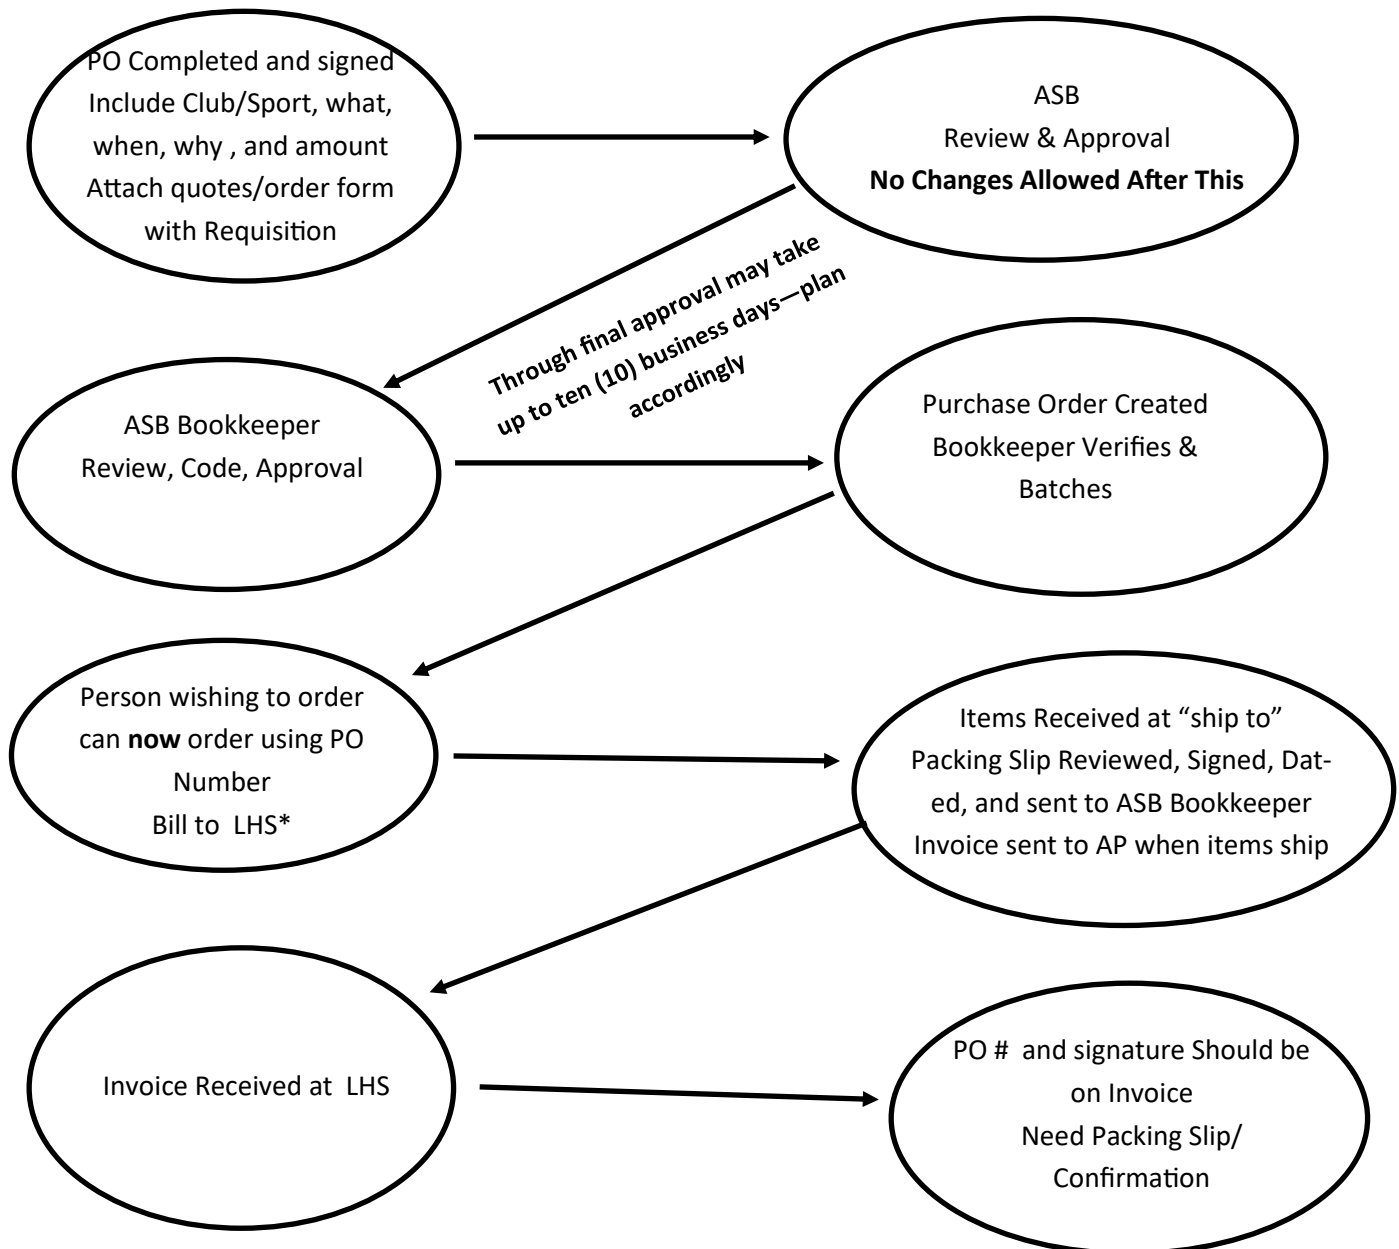 PO Completed and signed
Include Club/Sport, what,
when, why , and amount
Attach quotes/order form
with Requisition
ASB
Review & Approval
No Changes Allowed After This
Through final approval may take
up to ten (10) business days—plan
accordingly
ASB Bookkeeper
Review, Code, Approval
Purchase Order Created
Bookkeeper Verifies &
Batches
Person wishing to order
can now order using PO
Number
Bill to LHS*
Items Received at “ship to”
Packing Slip Reviewed, Signed, Dat-
ed, and sent to ASB Bookkeeper
Invoice sent to AP when items ship
Invoice Received at LHS
PO # and signature Should be
on Invoice
Need Packing Slip/
Confirmation